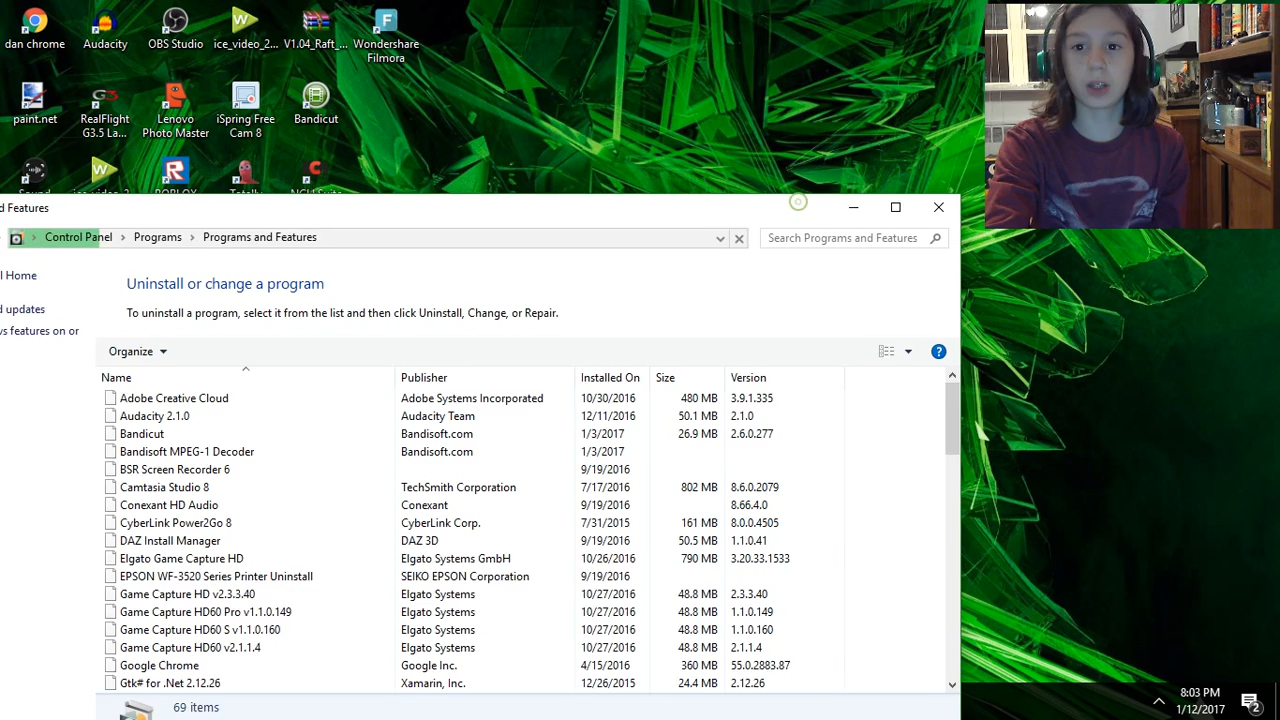 dan chrome
Audacity
OBS Studio
ice_video_2...
V1.04_Raft_...
Wondershare
Filmora
paint.net
RealFlight
G3.5 La...
Lenovo
Photo Master
iSpring Free
Cam 8
Bandicut
d Features
Control Panel > Programs > Programs and Features
Search Programs and Features
l Home
d updates
vs features on or
Uninstall or change a program
To uninstall a program, select it from the list and then click Uninstall, Change, or Repair.
Organize
Name Publisher Installed On Size Version
Adobe Creative Cloud Adobe Systems Incorporated 10/30/2016 480 MB 3.9.1.335
Audacity 2.1.0 Audacity Team 12/11/2016 50.1 MB 2.1.0
Bandicut Bandisoft.com 1/3/2017 26.9 MB 2.6.0.277
Bandisoft MPEG-1 Decoder Bandisoft.com 1/3/2017
BSR Screen Recorder 6 9/19/2016
Camtasia Studio 8 TechSmith Corporation 7/17/2016 802 MB 8.6.0.2079
Conexant HD Audio Conexant 9/19/2016 8.66.4.0
CyberLink Power2Go 8 CyberLink Corp. 7/31/2015 161 MB 8.0.0.4505
DAZ Install Manager DAZ 3D 9/19/2016 50.5 MB 1.1.0.41
Elgato Game Capture HD Elgato Systems GmbH 10/26/2016 790 MB 3.20.33.1533
EPSON WF-3520 Series Printer Uninstall SEIKO EPSON Corporation 9/19/2016
Game Capture HD v2.3.3.40 Elgato Systems 10/27/2016 48.8 MB 2.3.3.40
Game Capture HD60 Pro v1.1.0.149 Elgato Systems 10/27/2016 48.8 MB 1.1.0.149
Game Capture HD60 S v1.1.0.160 Elgato Systems 10/27/2016 48.8 MB 1.1.0.160
Game Capture HD60 v2.1.1.4 Elgato Systems 10/27/2016 48.8 MB 2.1.1.4
Google Chrome Google Inc. 4/15/2016 360 MB 55.0.2883.87
Gtk# for .Net 2.12.26 Xamarin, Inc. 12/26/2015 24.4 MB 2.12.26
69 items
8:03 PM
1/12/2017
2